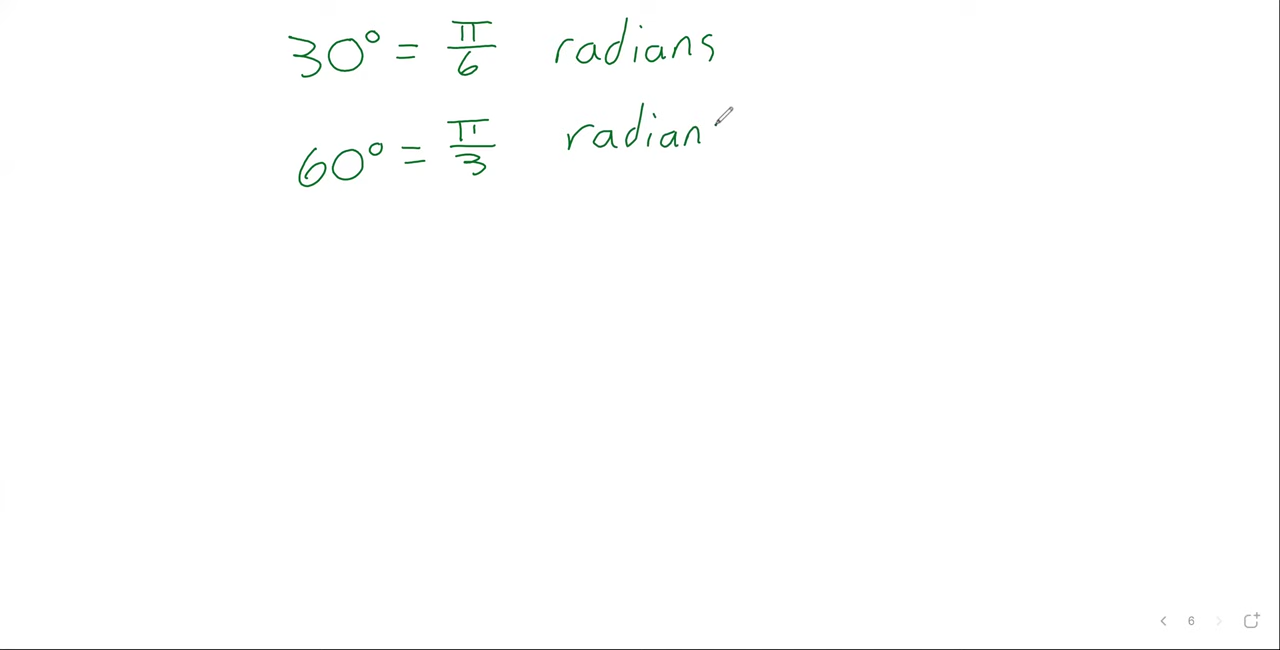 30° = π/6 radians
60° = π/3 radian
6